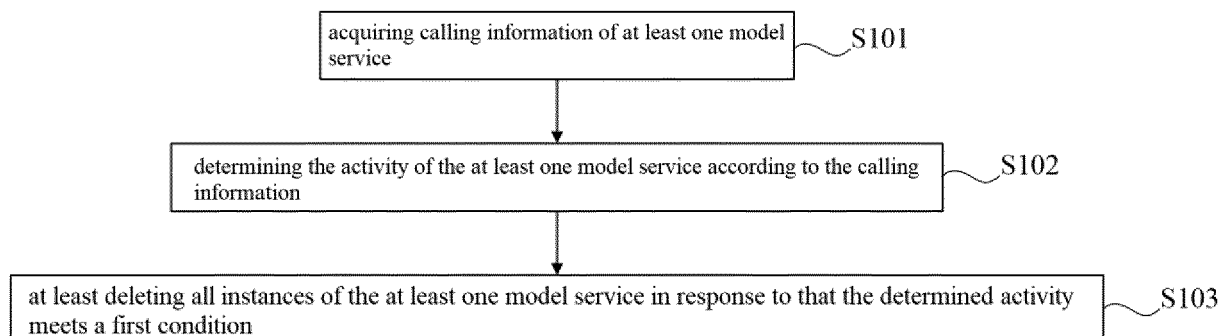 acquiring calling information of at least one model
service
S101
determining the activity of the at least one model service according to the calling
information
S102
at least deleting all instances of the at least one model service in response to that the determined activity
meets a first condition
S103